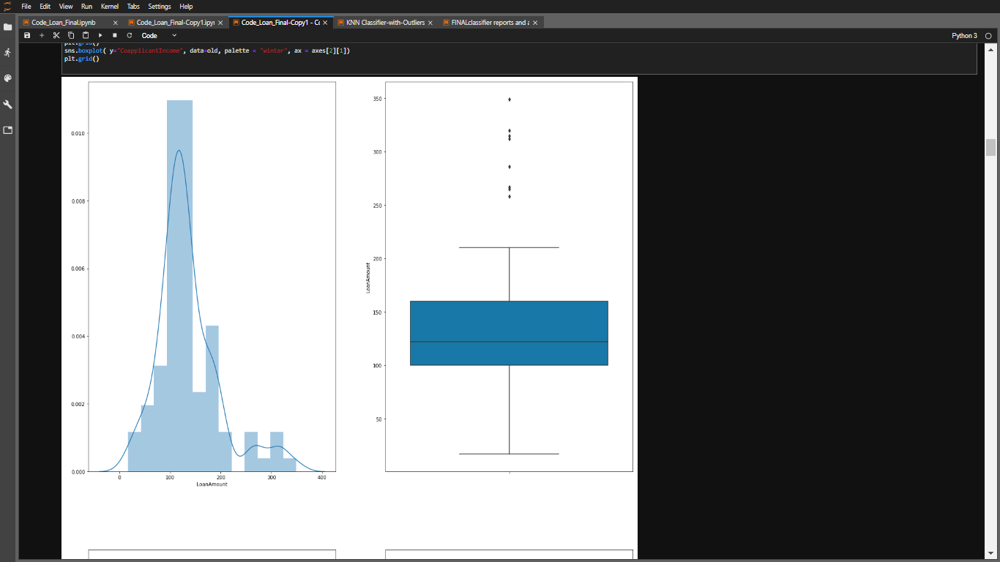 File Edit View Run Kernel Tabs Settings Help
Code_Loan_Final.ipynb Code_Loan_Final-Copy1.ipyn Code_Loan_Final-Copy1 - Co KNN Classifier-with-Outliers FINALclassifier reports and a
Code Python 3
plt.grid()
sns.boxplot( y="CoapplicantIncome", data=old, palette = "winter", ax = axes[2][1])
plt.grid()
0.010
0.008
0.006
0.004
0.002
0.000
0 100 200 300 400
LoanAmount
350
300
250
200
150
100
50
LoanAmount